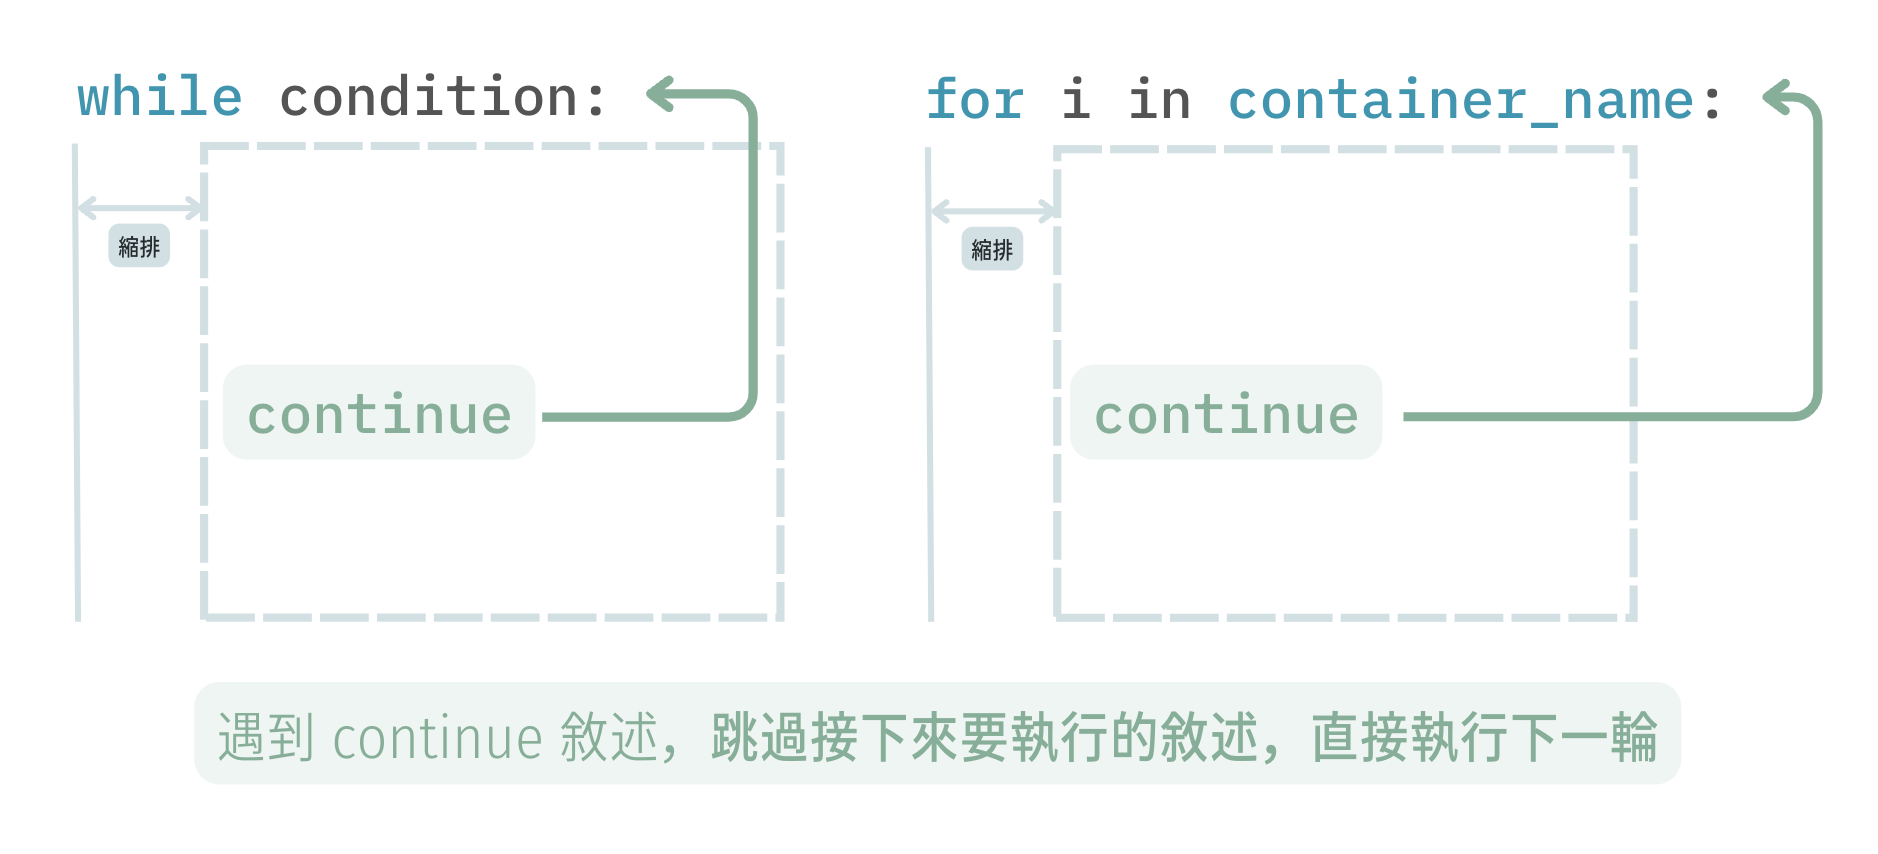 while condition:
縮排
continue
for i in container_name:
縮排
continue
遇到 continue 敘述，跳過接下來要執行的敘述，直接執行下一輪